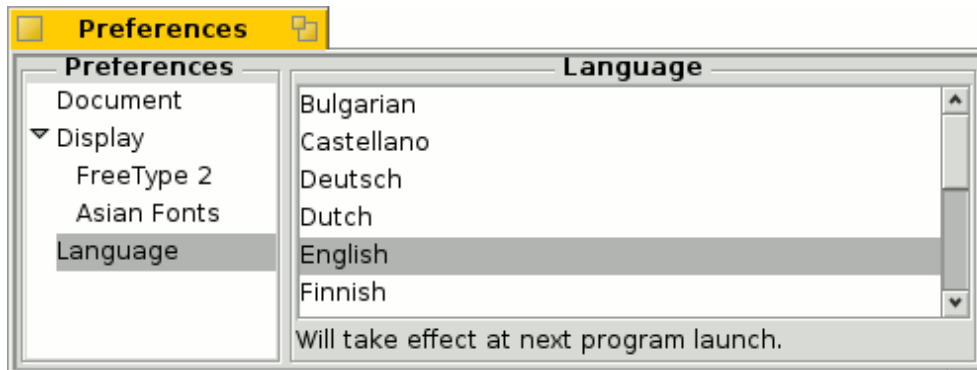 Preferences
Preferences
Document
Display
FreeType 2
Asian Fonts
Language
Language
Bulgarian
Castellano
Deutsch
Dutch
English
Finnish
Will take effect at next program launch.